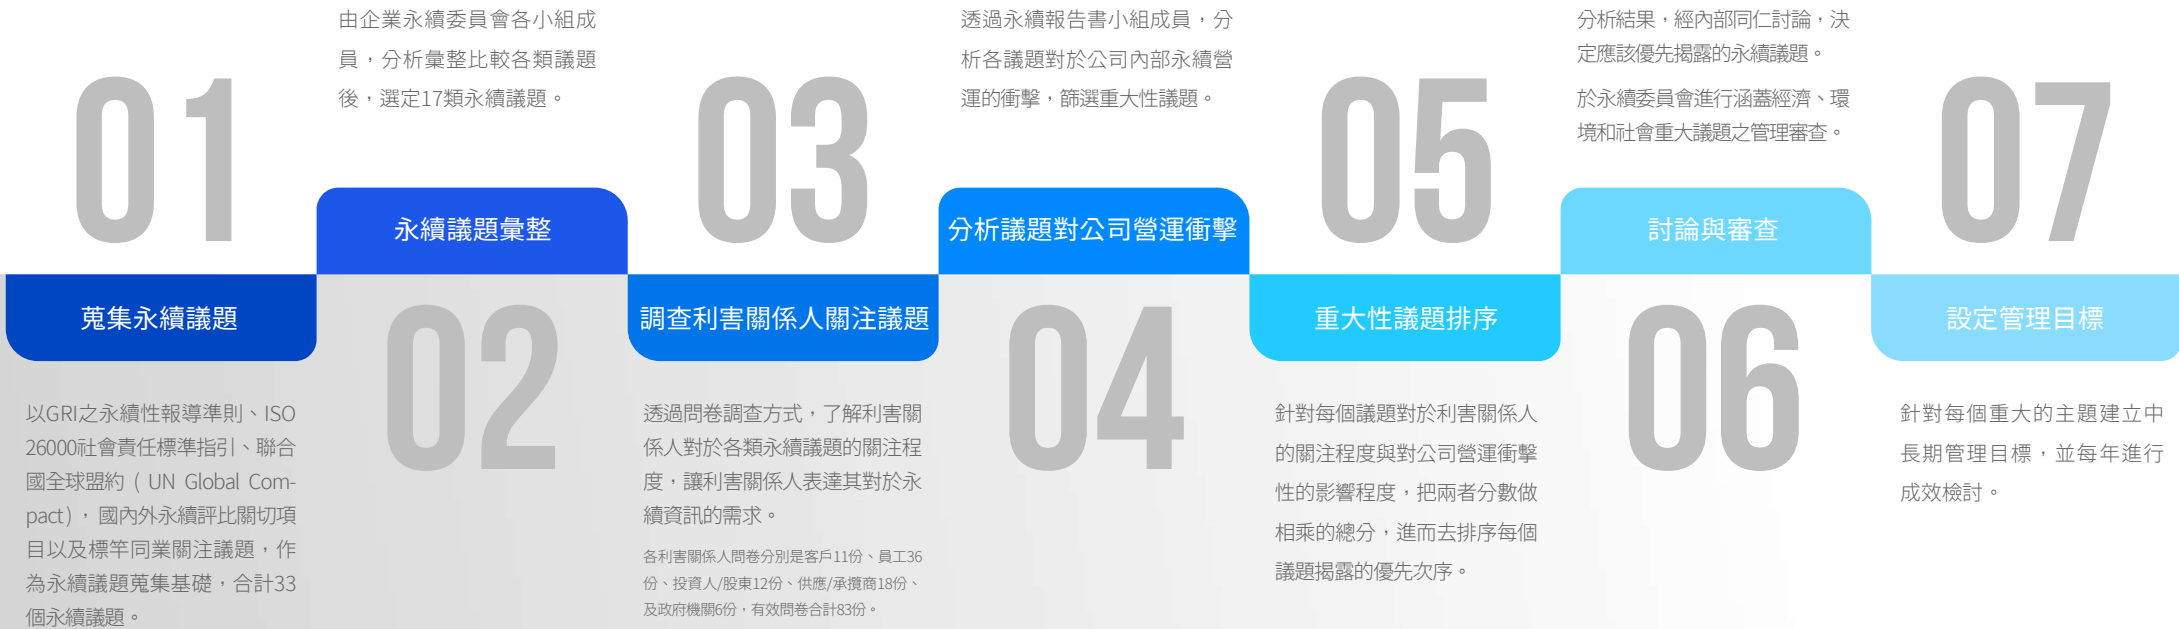 01
蒐集永續議題
以GRI之永續性報導準則、ISO
26000社會責任標準指引、聯合
國全球盟約 ( UN Global Com-
pact) , 國內外永續評比關切項
目以及標竿同業關注議題,作
為永續議題蒐集基礎,合計33
個永續議題。
由企業永續委員會各小組成
員,分析彙整比較各類議題
後,選定17類永續議題。
永續議題彙整
02
03
調查利害關係人關注議題
透過問卷調查方式,了解利害關
係人對於各類永續議題的關注程
度,讓利害關係人表達其對於永
續資訊的需求。
各利害關係人問卷分別是客戶11份、員工36
份、投資人/股東12份、供應/承攬商18份、
及政府機關6份,有效問卷合計83份。
透過永續報告書小組成員,分
析各議題對於公司內部永續營
運的衝擊,篩選重大性議題。
分析議題對公司營運衝擊
04
05
重大性議題排序
針對每個議題對於利害關係人
的關注程度與對公司營運衝擊
性的影響程度,把兩者分數做
相乘的總分,進而去排序每個
議題揭露的優先次序。
分析結果,經內部同仁討論,決
定應該優先揭露的永續議題。
於永續委員會進行涵蓋經濟、環
境和社會重大議題之管理審查。
討論與審查
06
07
設定管理目標
針對每個重大的主題建立中
長期管理目標,並每年進行
成效檢討。